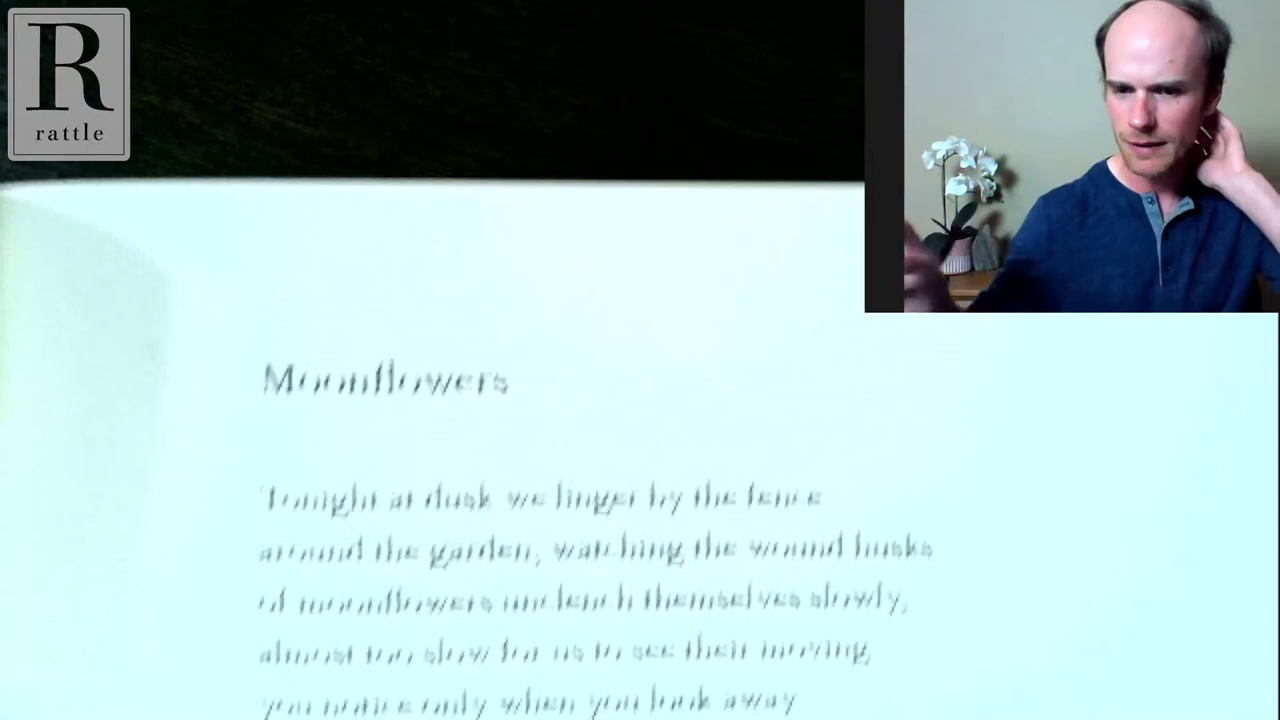 R
rattle
Moonflowers
Tonight at dusk we linger by the fence
around the garden, watching the wound husks
of moonflowers unclench themselves slowly,
almost too slow for us to see their moving
you notice only when you look away